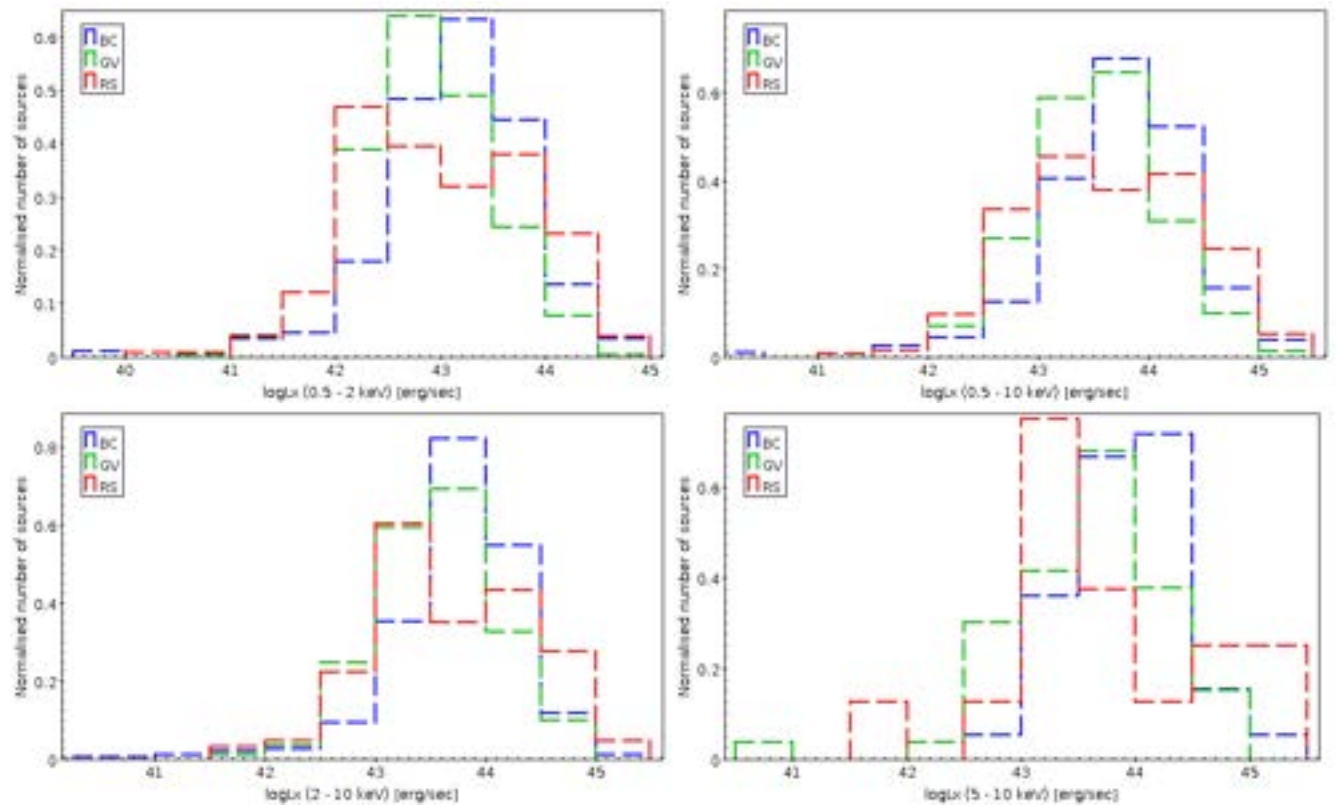 Normalised number of sources
0.6
0.5
0.4
0.3
0.2
0.1
0
BC
GV
RS
40 41 42 43 44 45
logLx (0.5 - 2 keV) [erg/sec]
Normalised number of sources
0.6
0.4
0.2
0
BC
GV
RS
41 42 43 44 45
logLx (0.5 - 10 keV) [erg/sec]
Normalised number of sources
0.8
0.6
0.4
0.2
0
BC
GV
RS
41 42 43 44 45
logLx (2 - 10 keV) [erg/sec]
Normalised number of sources
0.6
0.4
0.2
0
BC
GV
RS
41 42 43 44 45
logLx (5 - 10 keV) [erg/sec]